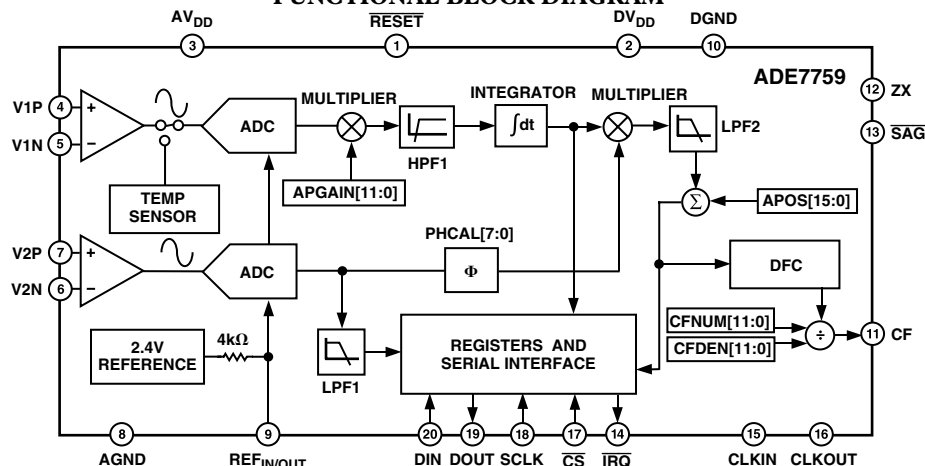 FUNCTIONAL BLOCK DIAGRAM
AVDD
RESET
DVDD
DGND
3
1
2
10
ADE7759
V1P 4
+
V1N 5
−
ADC
MULTIPLIER
HPF1
INTEGRATOR
∫dt
MULTIPLIER
LPF2
12 ZX
13 SAG
TEMP
SENSOR
APGAIN[11:0]
Σ
APOS[15:0]
V2P 7
+
V2N 6
−
ADC
PHCAL[7:0]
Φ
DFC
2.4V
REFERENCE
4kΩ
LPF1
REGISTERS AND
SERIAL INTERFACE
CFNUM[11:0]
CFDEN[11:0]
÷
11 CF
8
9
20
19
18
17
14
15
16
AGND
REFIN/OUT
DIN
DOUT
SCLK
CS
IRQ
CLKIN
CLKOUT